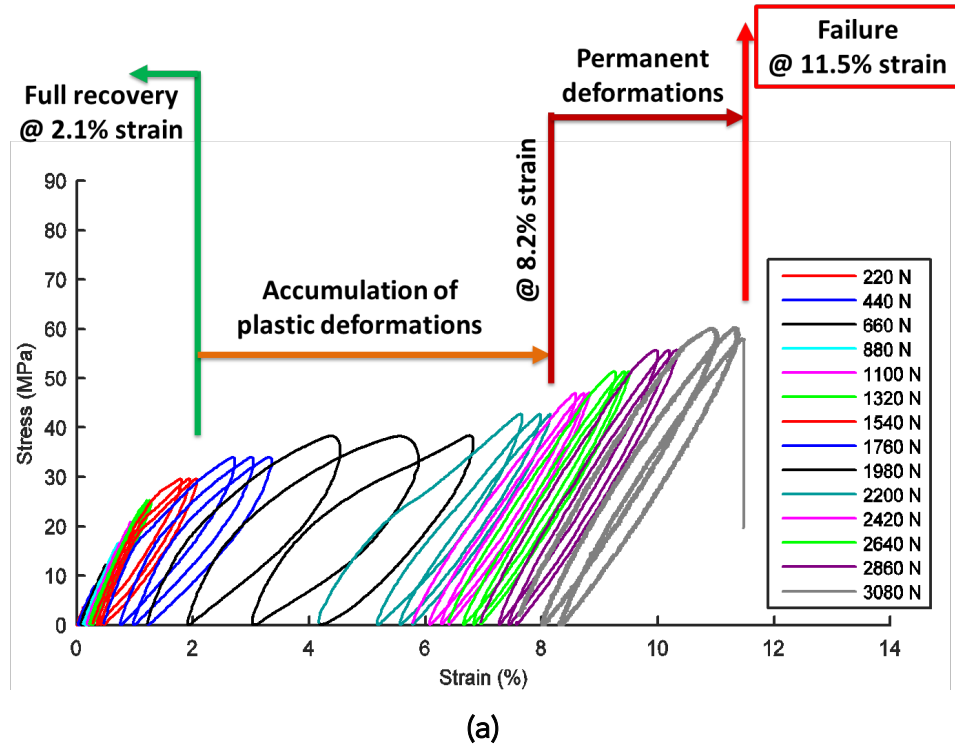 Failure
@ 11.5% strain
Permanent
deformations
Full recovery
@ 2.1% strain
@ 8.2% strain
Accumulation of
plastic deformations
90
80
70
60
50
40
30
20
10
0
Stress (MPa)
0
2
4
6
8
10
12
14
Strain (%)
220 N
440 N
660 N
880 N
1100 N
1320 N
1540 N
1760 N
1980 N
2200 N
2420 N
2640 N
2860 N
3080 N
(a)